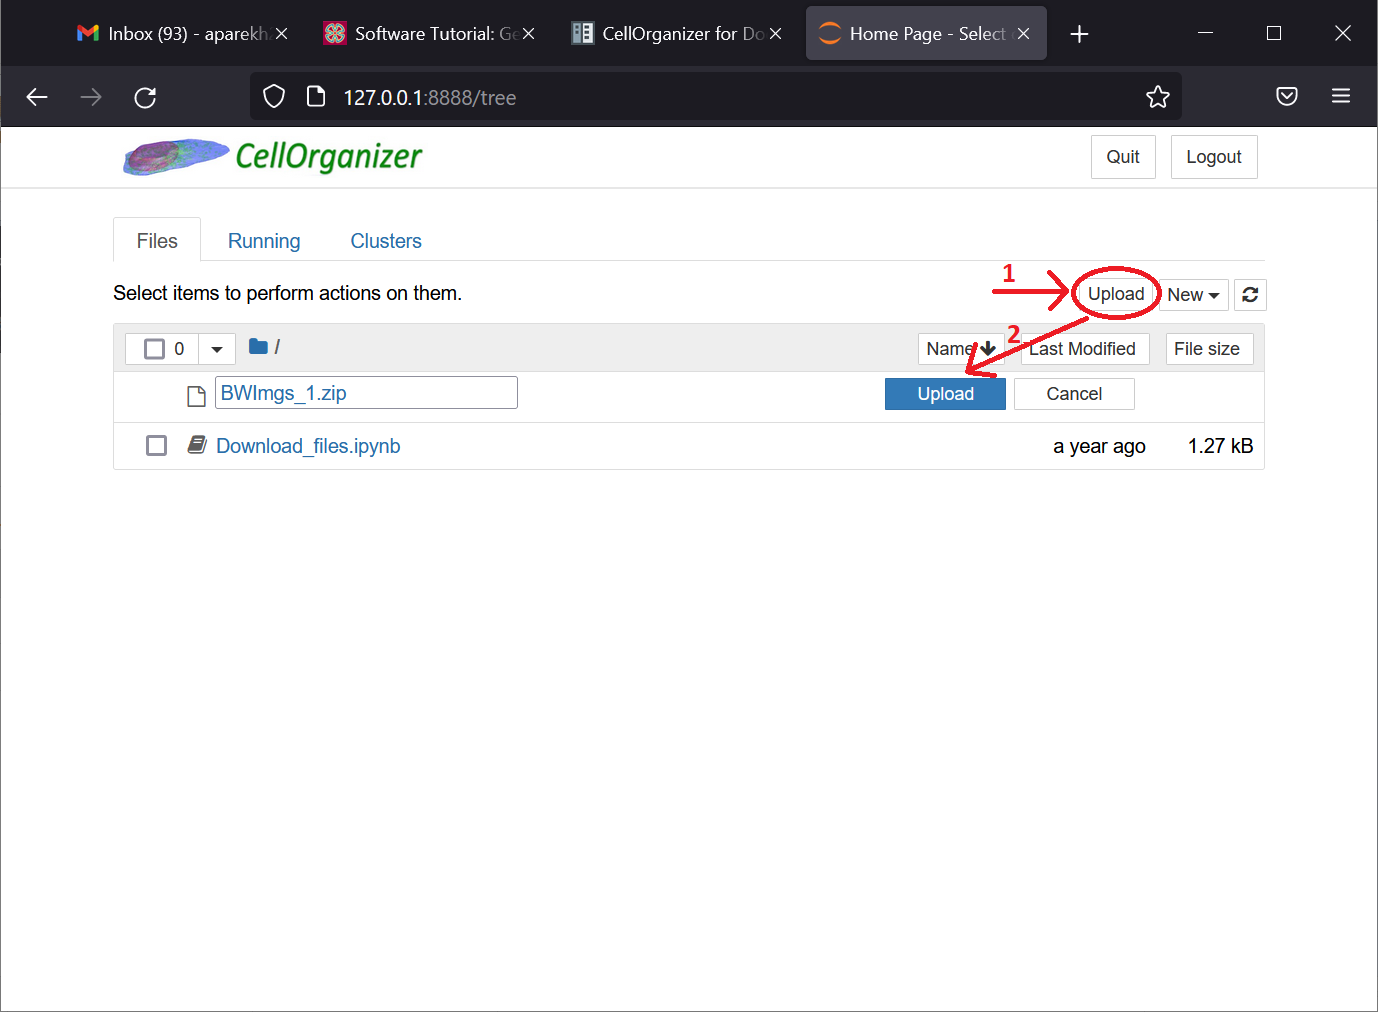 Inbox (93) - aparekh
Software Tutorial: Ge
CellOrganizer for Do
Home Page - Select
127.0.0.1:8888/tree
CellOrganizer
Quit
Logout
Files
Running
Clusters
Select items to perform actions on them.
1
Upload
New
2
0
/
Name
Last Modified
File size
BWImgs_1.zip
Upload
Cancel
Download_files.ipynb
a year ago
1.27 kB